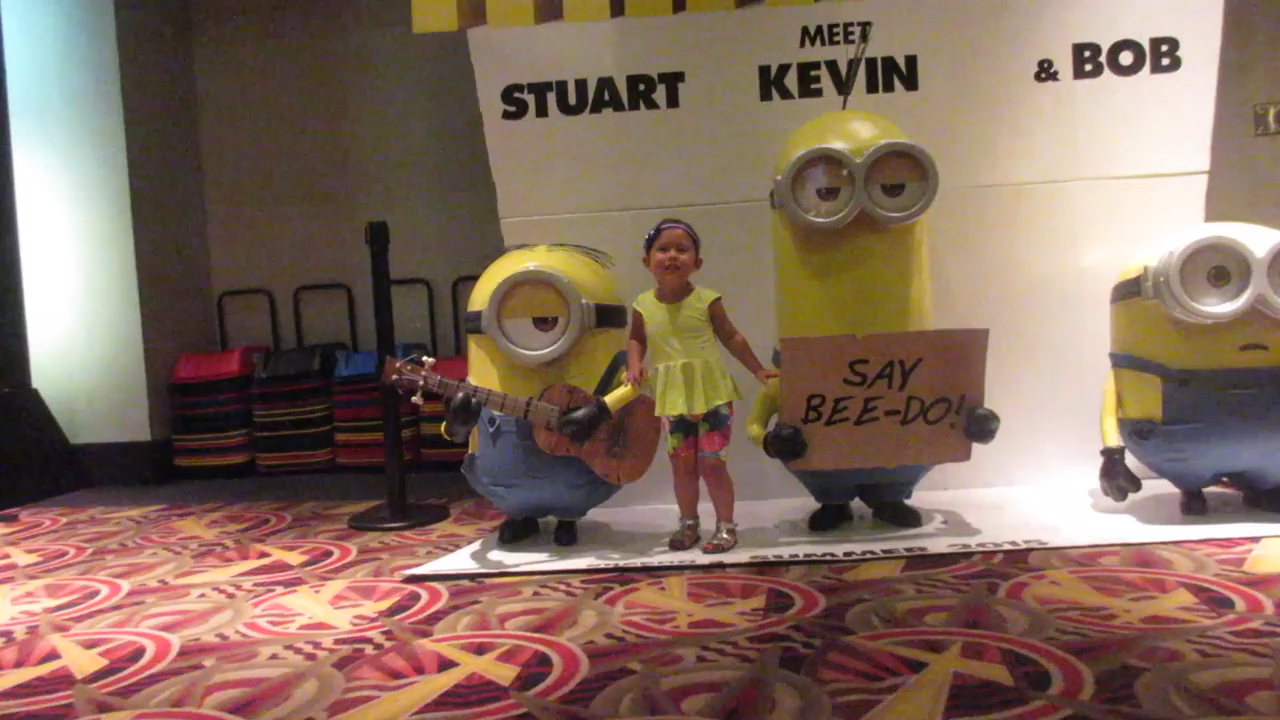 MEET
STUART KEVIN & BOB
SAY
BEE-DO!
SUMMER 2015